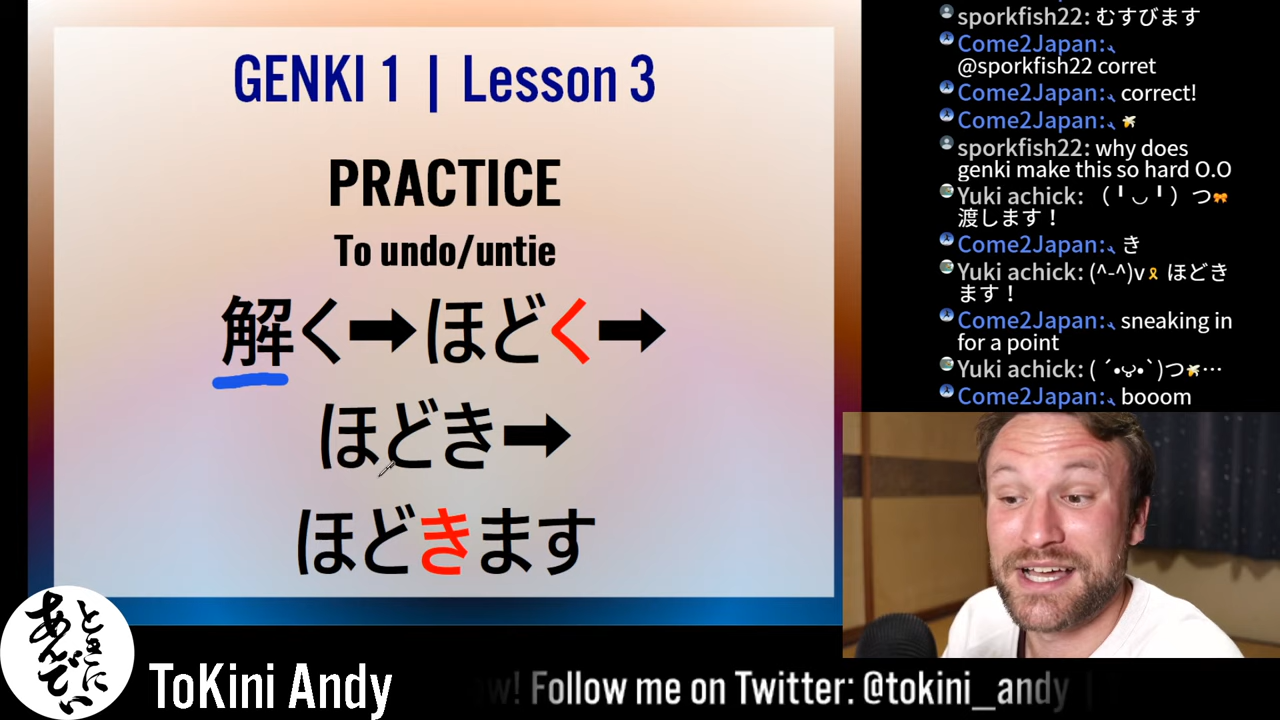 GENKI 1 | Lesson 3
PRACTICE
To undo/untie
解く➡ほどく➡
ほどき➡
ほどきます
sporkfish22: むすびます
Come2Japan:
@sporkfish22 corret
Come2Japan: correct!
Come2Japan:
sporkfish22: why does
genki make this so hard O.O
Yuki achick: （╹◡╹）つ🎀
渡します！
Come2Japan: き
Yuki achick: (^-^)v🎗 ほどき
ます！
Come2Japan: sneaking in
for a point
Yuki achick: ( ´•ᴗ•`)つ…
Come2Japan: booom
ときに
あんでぃ
ToKini Andy
ow! Follow me on Twitter: @tokini_andy |